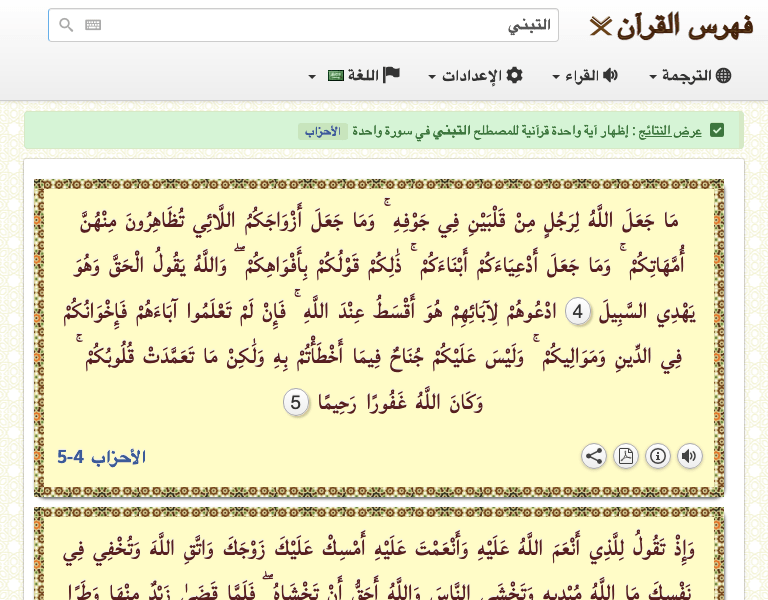 فهرس القرآن
التبني
الترجمة القراء الإعدادات اللغة
عرض النتائج : إظهار آية واحدة قرآنية للمصطلح التبني في سورة واحدة الأحزاب
مَا جَعَلَ اللَّهُ لِرَجُلٍ مِنْ قَلْبَيْنِ فِي جَوْفِهِ ۚ وَمَا جَعَلَ أَزْوَاجَكُمُ اللَّائِي تُظَاهِرُونَ مِنْهُنَّ
أُمَّهَاتِكُمْ ۚ وَمَا جَعَلَ أَدْعِيَاءَكُمْ أَبْنَاءَكُمْ ۚ ذَٰلِكُمْ قَوْلُكُمْ بِأَفْوَاهِكُمْ ۖ وَاللَّهُ يَقُولُ الْحَقَّ وَهُوَ
يَهْدِي السَّبِيلَ 4 ادْعُوهُمْ لِآبَائِهِمْ هُوَ أَقْسَطُ عِنْدَ اللَّهِ ۚ فَإِنْ لَمْ تَعْلَمُوا آبَاءَهُمْ فَإِخْوَانُكُمْ
فِي الدِّينِ وَمَوَالِيكُمْ ۚ وَلَيْسَ عَلَيْكُمْ جُنَاحٌ فِيمَا أَخْطَأْتُمْ بِهِ وَلَٰكِنْ مَا تَعَمَّدَتْ قُلُوبُكُمْ ۚ
وَكَانَ اللَّهُ غَفُورًا رَحِيمًا 5
الأحزاب 4-5
وَإِذْ تَقُولُ لِلَّذِي أَنْعَمَ اللَّهُ عَلَيْهِ وَأَنْعَمْتَ عَلَيْهِ أَمْسِكْ عَلَيْكَ زَوْجَكَ وَاتَّقِ اللَّهَ وَتُخْفِي فِي
نَفْسِكَ مَا اللَّهُ مُبْدِيهِ وَتَخْشَى النَّاسَ وَاللَّهُ أَحَقُّ أَنْ تَخْشَاهُ ۖ فَلَمَّا قَضَىٰ زَيْدٌ مِنْهَا وَطَرًا